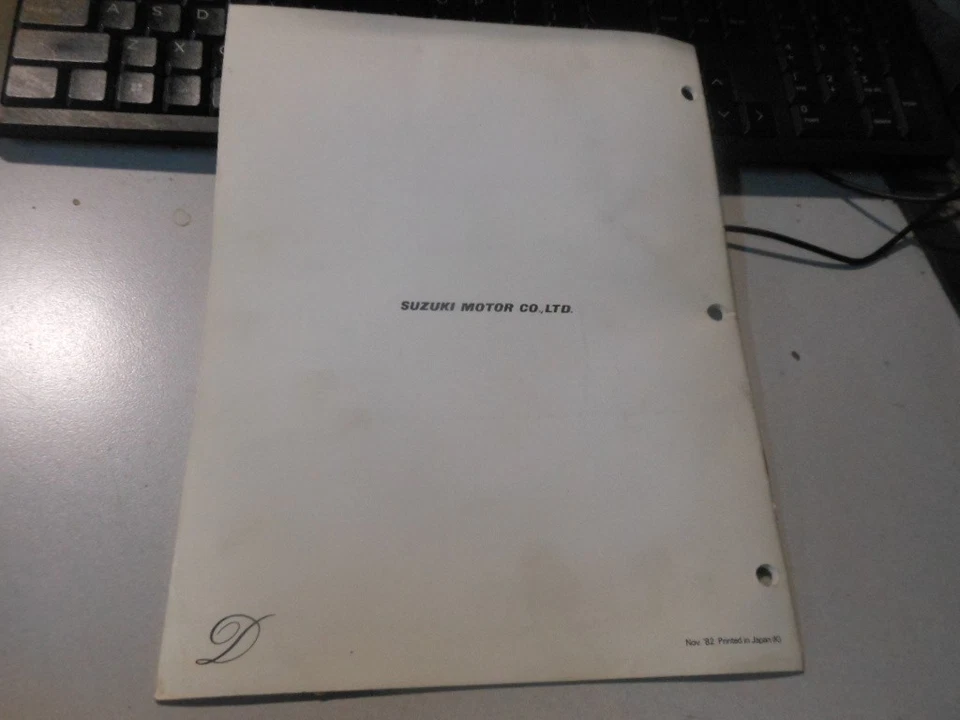 A S D
Z X
SUZUKI MOTOR CO.,LTD.
D
Nov. '82. Printed in Japan (K)